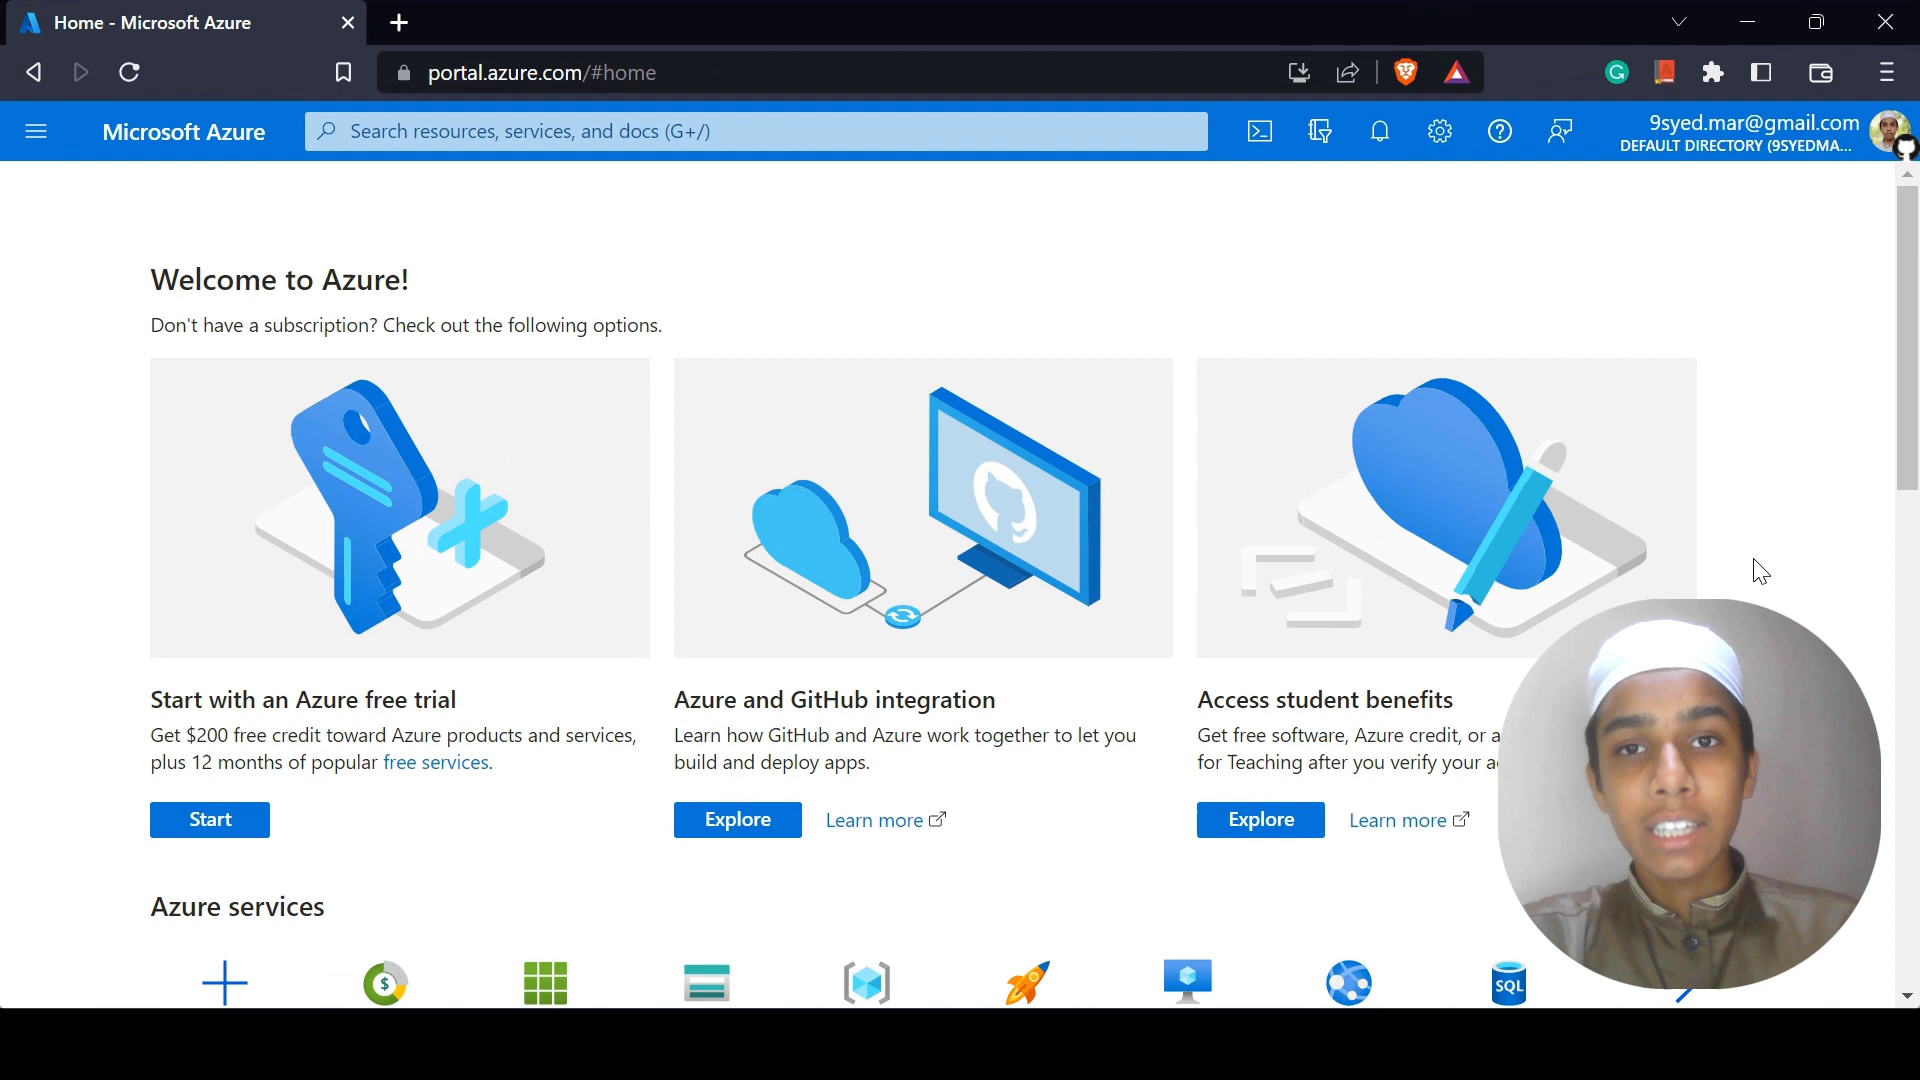 Home - Microsoft Azure
portal.azure.com/#home
Microsoft Azure
Search resources, services, and docs (G+/)
9syed.mar@gmail.com
DEFAULT DIRECTORY (9SYEDMA...
Welcome to Azure!
Don't have a subscription? Check out the following options.
Start with an Azure free trial
Get $200 free credit toward Azure products and services,
plus 12 months of popular free services.
Start
Azure and GitHub integration
Learn how GitHub and Azure work together to let you
build and deploy apps.
Explore
Learn more
Access student benefits
Get free software, Azure credit, or a
for Teaching after you verify your
Explore
Learn more
Azure services
SQL